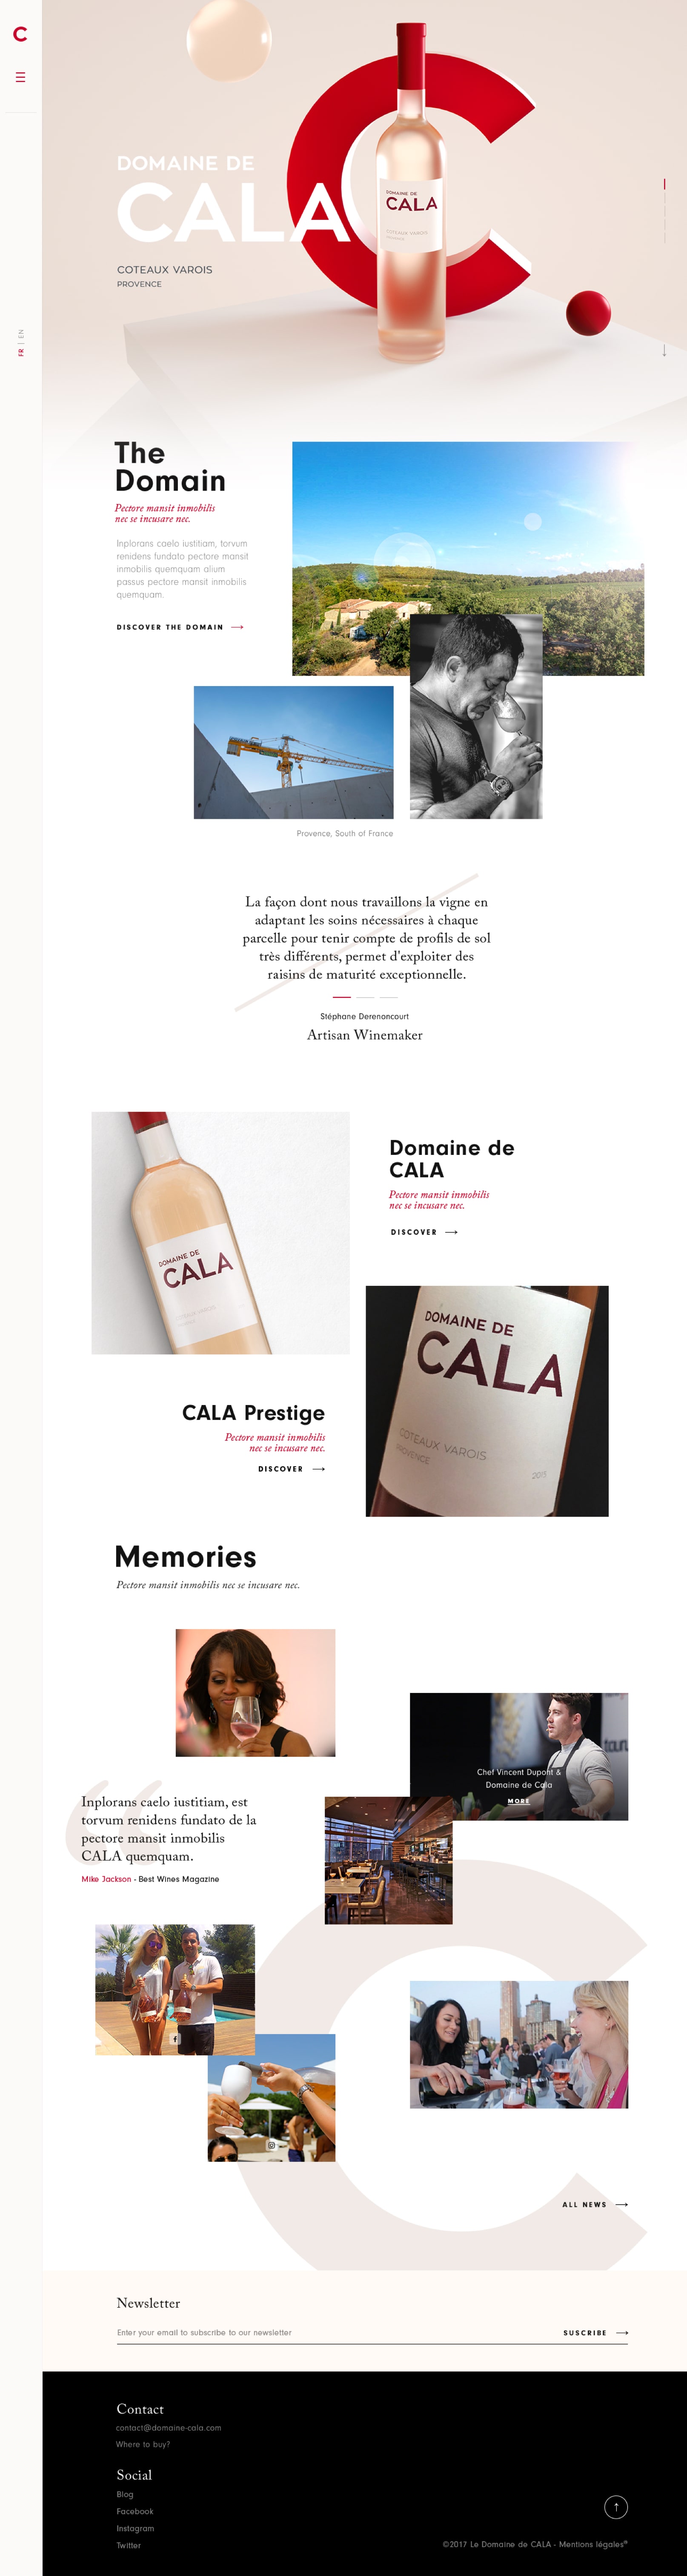 C
FR | EN
DOMAINE DE
CALA
COTEAUX VAROIS
PROVENCE
DOMAINE DE
CALA
COTEAUX VAROIS
The
Domain
Pectore mansit inmobilis
nec se incusare nec.
Inplorans caelo iustitiam, torvum
renidens fundato pectore mansit
inmobilis quemquam alium
passus pectore mansit inmobilis
quemquam.
DISCOVER THE DOMAIN
Provence, South of France
La façon dont nous travaillons la vigne en
adaptant les soins nécessaires à chaque
parcelle pour tenir compte de profils de sol
très différents, permet d'exploiter des
raisins de maturité exceptionnelle.
Stéphane Derenoncourt
Artisan Winemaker
DOMAINE DE
CALA
COTEAUX VAROIS
Domaine de
CALA
Pectore mansit inmobilis
nec se incusare nec.
DISCOVER
DOMAINE DE
CALA
COTEAUX VAROIS
PROVENCE
2015
CALA Prestige
Pectore mansit inmobilis
nec se incusare nec.
DISCOVER
Memories
Pectore mansit inmobilis nec se incusare nec.
Chef Vincent Dupont &
Domaine de Cala
MORE
“
Inplorans caelo iustitiam, est
torvum renidens fundato de la
pectore mansit inmobilis
CALA quemquam.
Mike Jackson - Best Wines Magazine
ALL NEWS
Newsletter
Enter your email to subscribe to our newsletter
SUSCRIBE
Contact
contact@domaine-cala.com
Where to buy?
Social
Blog
Facebook
Instagram
Twitter
©2017 Le Domaine de CALA - Mentions légales